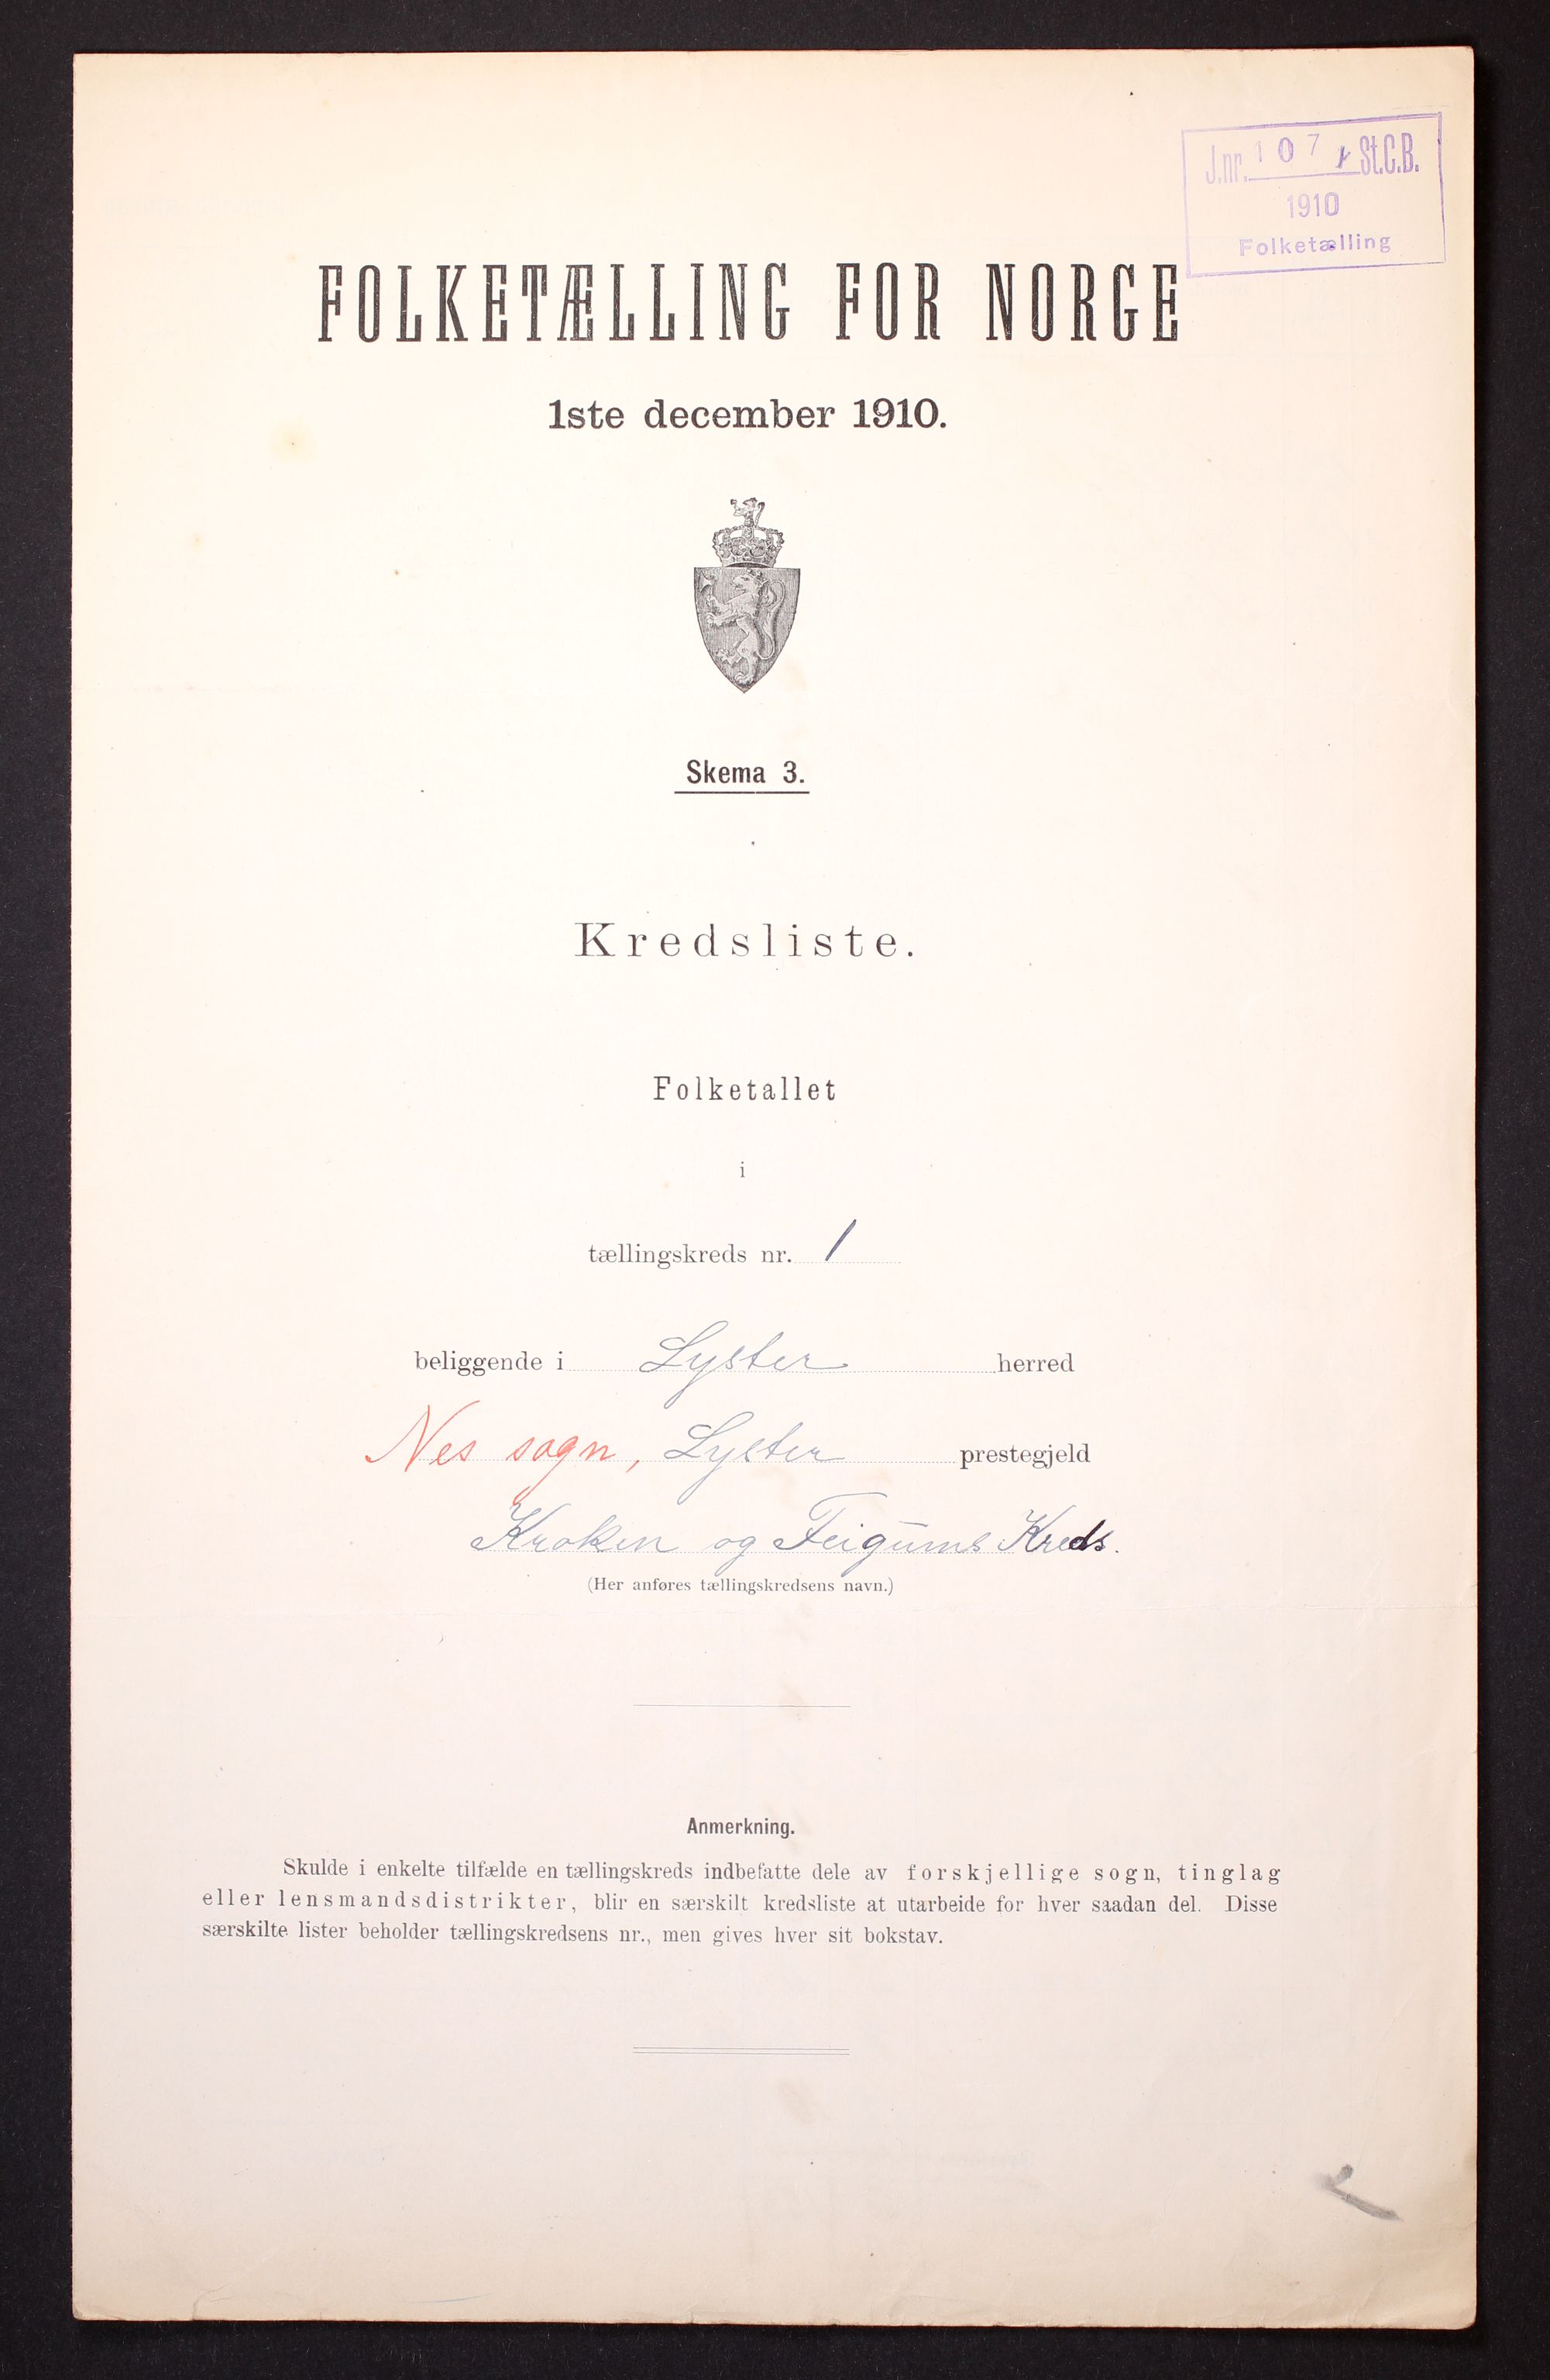 J.nr. 107 St.C.B.
1910
Folketælling
FOLKETÆLLING FOR NORGE
1ste december 1910.
Skema 3.
Kredsliste.
Folketallet
i
tællingskreds nr. 1
beliggende i Lyster herred
Nes sogn, Lyster prestegjeld
Kroken og Feigums Kreds.
(Her anføres tællingskredsens navn.)
Anmerkning.
Skulde i enkelte tilfælde en tællingskreds indbefatte dele av forskjellige sogn, tinglag
eller lensmandsdistrikter, blir en særskilt kredsliste at utarbeide for hver saadan del. Disse
særskilte lister beholder tællingskredsens nr., men gives hver sit bokstav.